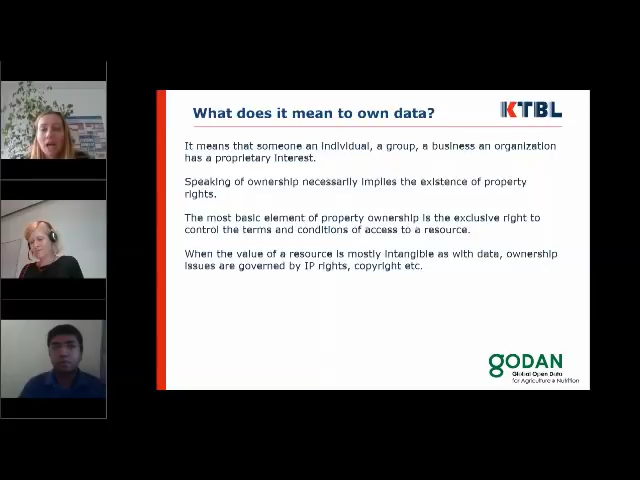 What does it mean to own data?
KTBL
It means that someone an individual, a group, a business an organization
has a proprietary interest.
Speaking of ownership necessarily implies the existence of property
rights.
The most basic element of property ownership is the exclusive right to
control the terms and conditions of access to a resource.
When the value of a resource is mostly intangible as with data, ownership
issues are governed by IP rights, copyright etc.
GODAN
Global Open Data
for Agriculture & Nutrition